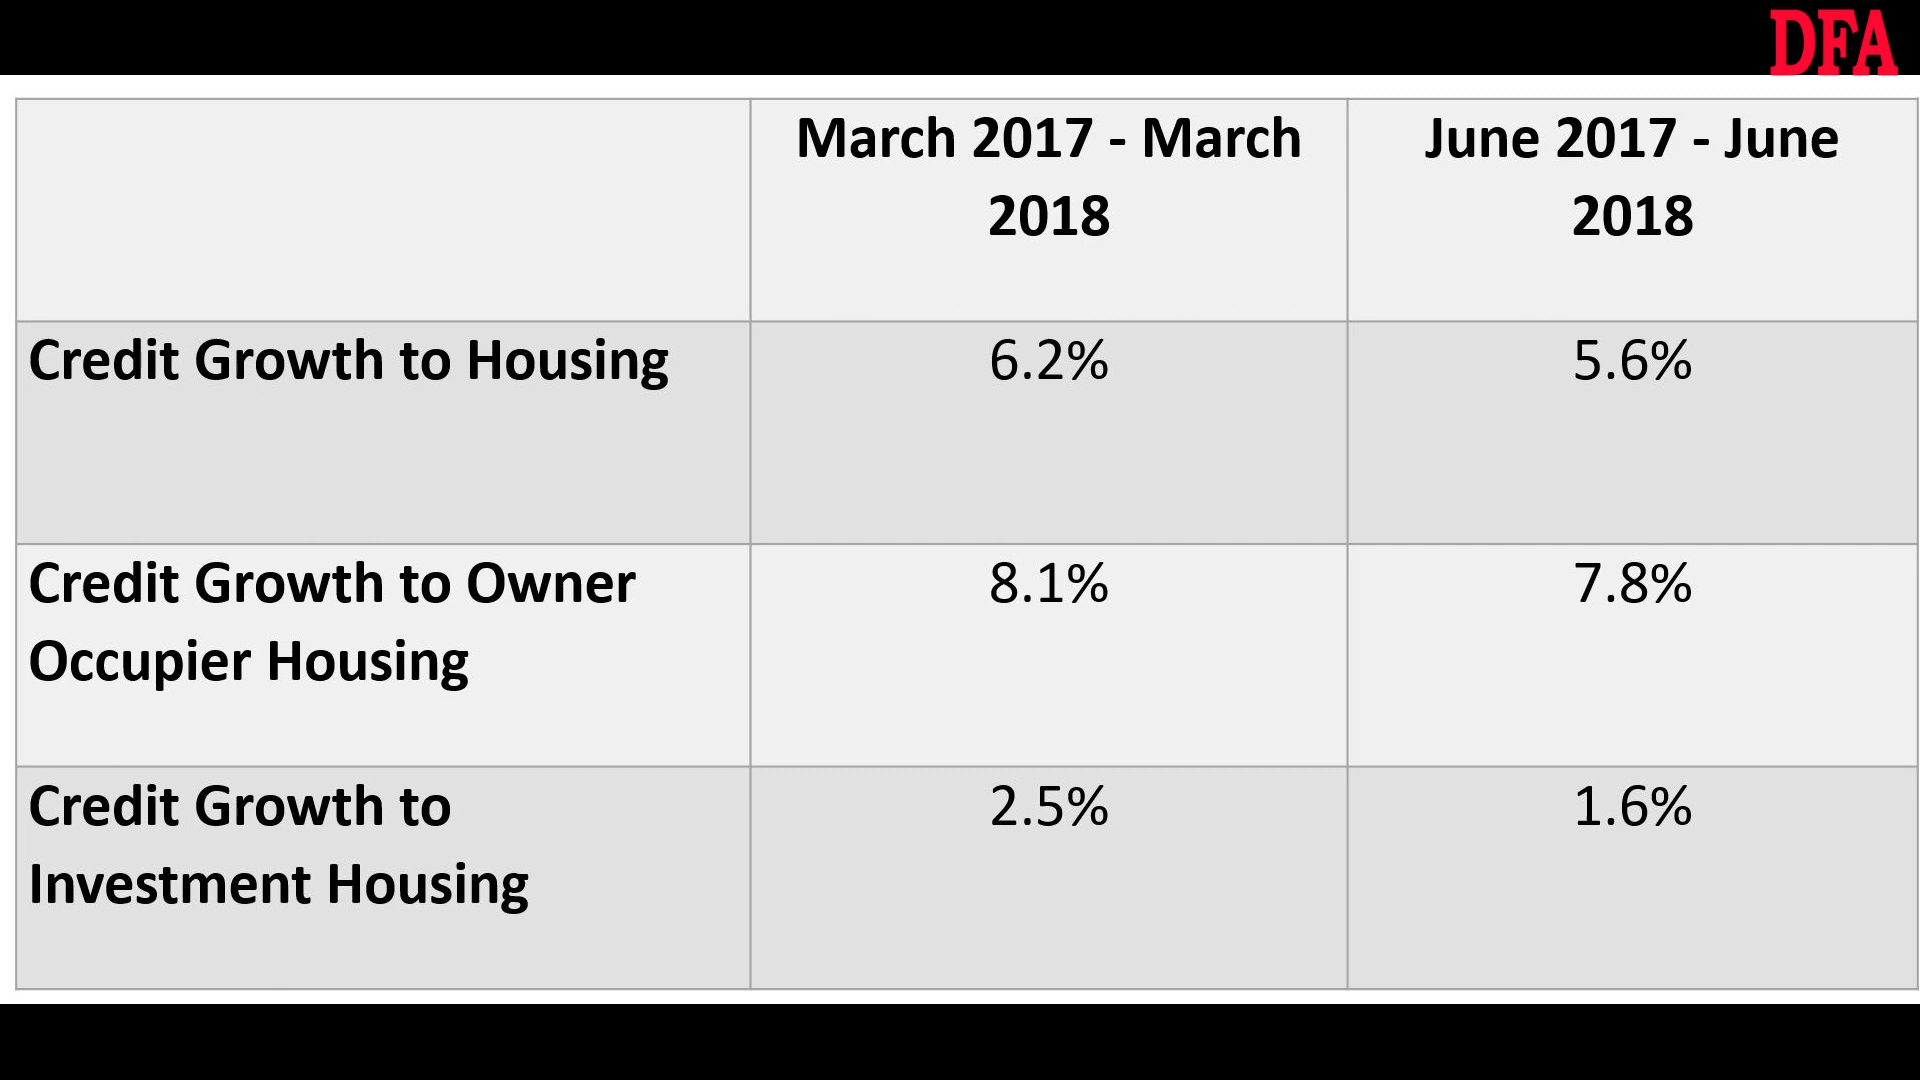 DFA
March 2017 - March
2018
June 2017 - June
2018
Credit Growth to Housing
6.2%
5.6%
Credit Growth to Owner
Occupier Housing
8.1%
7.8%
Credit Growth to
Investment Housing
2.5%
1.6%